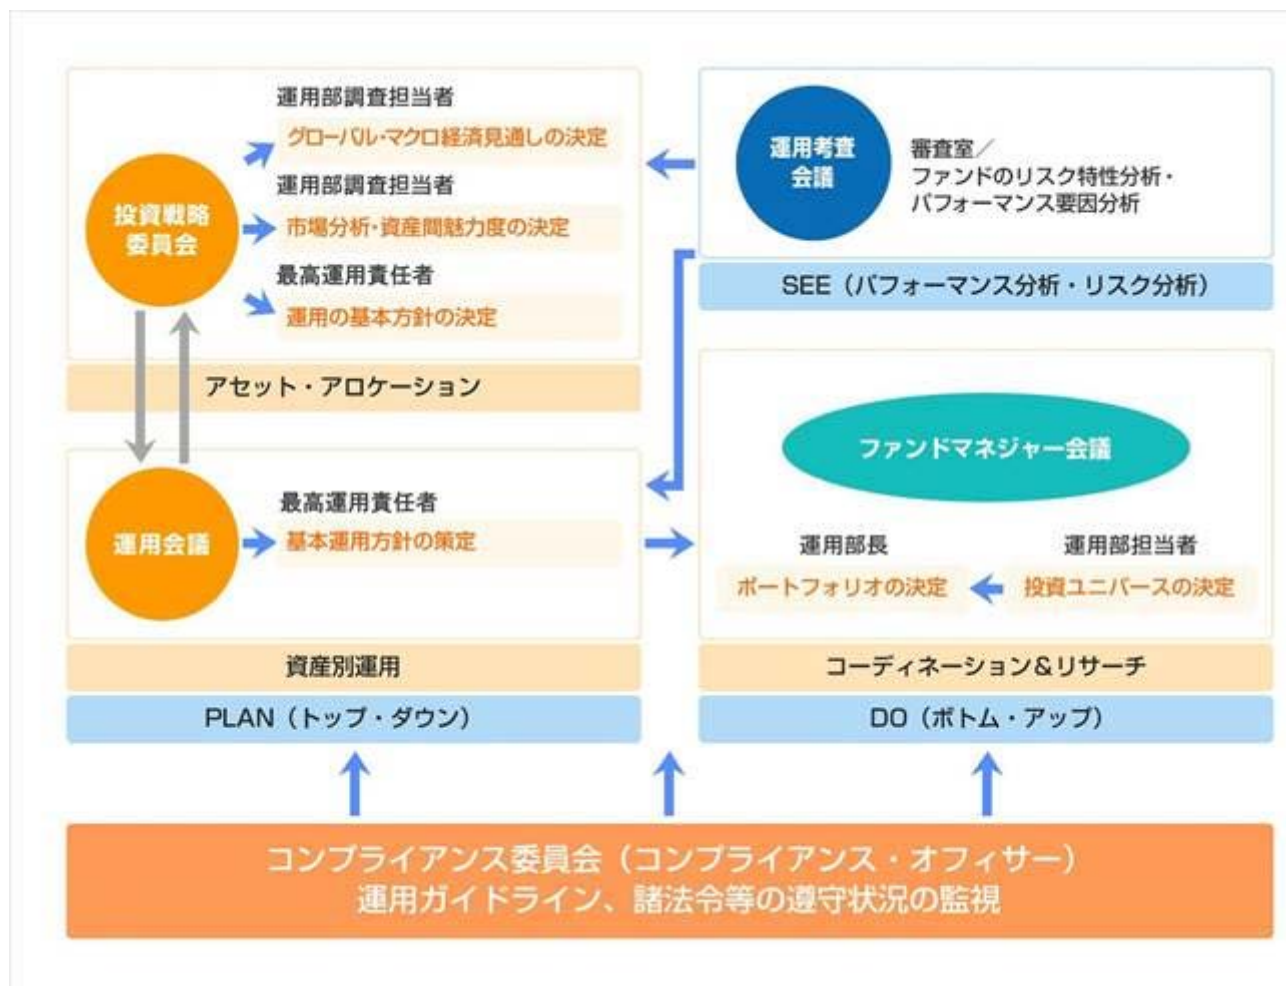 運用部調査担当者
グローバル・マクロ経済見通しの決定
運用部調査担当者
市場分析・資産間魅力度の決定
最高運用責任者
運用の基本方針の決定
投資戦略
委員会
アセット・アロケーション
運用考査
会議
審査室／
ファンドのリスク特性分析・
パフォーマンス要因分析
SEE（パフォーマンス分析・リスク分析）
運用会議
最高運用責任者
基本運用方針の策定
資産別運用
PLAN（トップ・ダウン）
ファンドマネジャー会議
運用部長
ポートフォリオの決定
運用部担当者
投資ユニバースの決定
コーディネーション＆リサーチ
DO（ボトム・アップ）
コンプライアンス委員会（コンプライアンス・オフィサー）
運用ガイドライン、諸法令等の遵守状況の監視